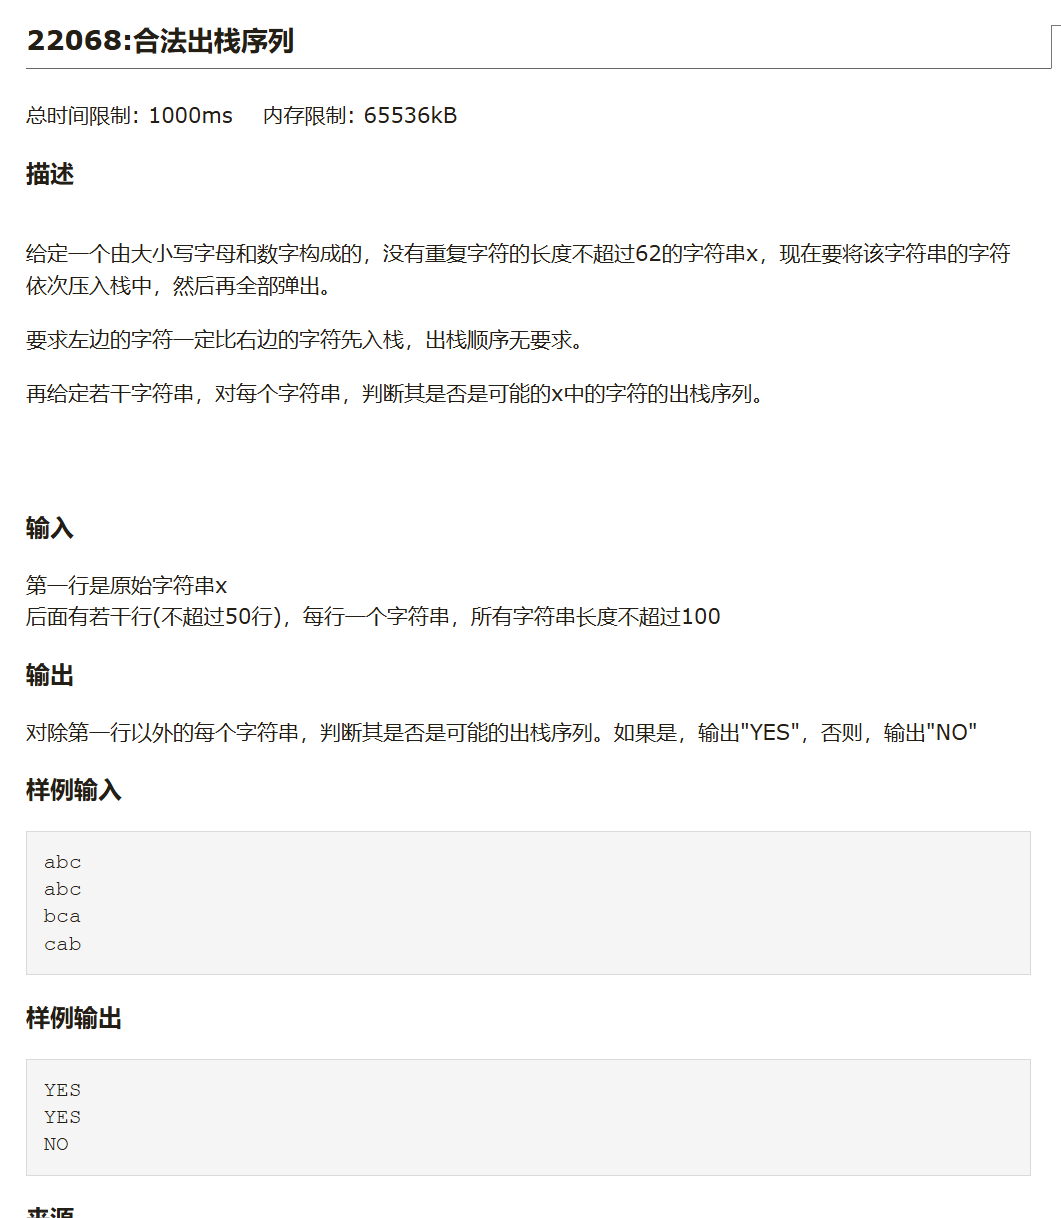 22068:合法出栈序列
总时间限制: 1000ms 内存限制: 65536kB
描述
给定一个由大小写字母和数字构成的，没有重复字符的长度不超过62的字符串x，现在要将该字符串的字符
依次压入栈中，然后再全部弹出。
要求左边的字符一定比右边的字符先入栈，出栈顺序无要求。
再给定若干字符串，对每个字符串，判断其是否是可能的x中的字符的出栈序列。
输入
第一行是原始字符串x
后面有若干行(不超过50行)，每行一个字符串，所有字符串长度不超过100
输出
对除第一行以外的每个字符串，判断其是否是可能的出栈序列。如果是，输出"YES"，否则，输出"NO"
样例输入
abc
abc
bca
cab
样例输出
YES
YES
NO
来源